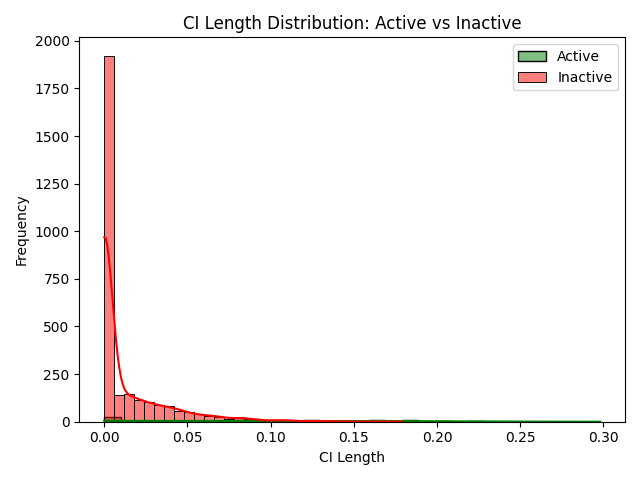 CI Length Distribution: Active vs Inactive
2000
1750
1500
1250
1000
750
500
250
0
Frequency
Active
Inactive
0.00 0.05 0.10 0.15 0.20 0.25 0.30
CI Length